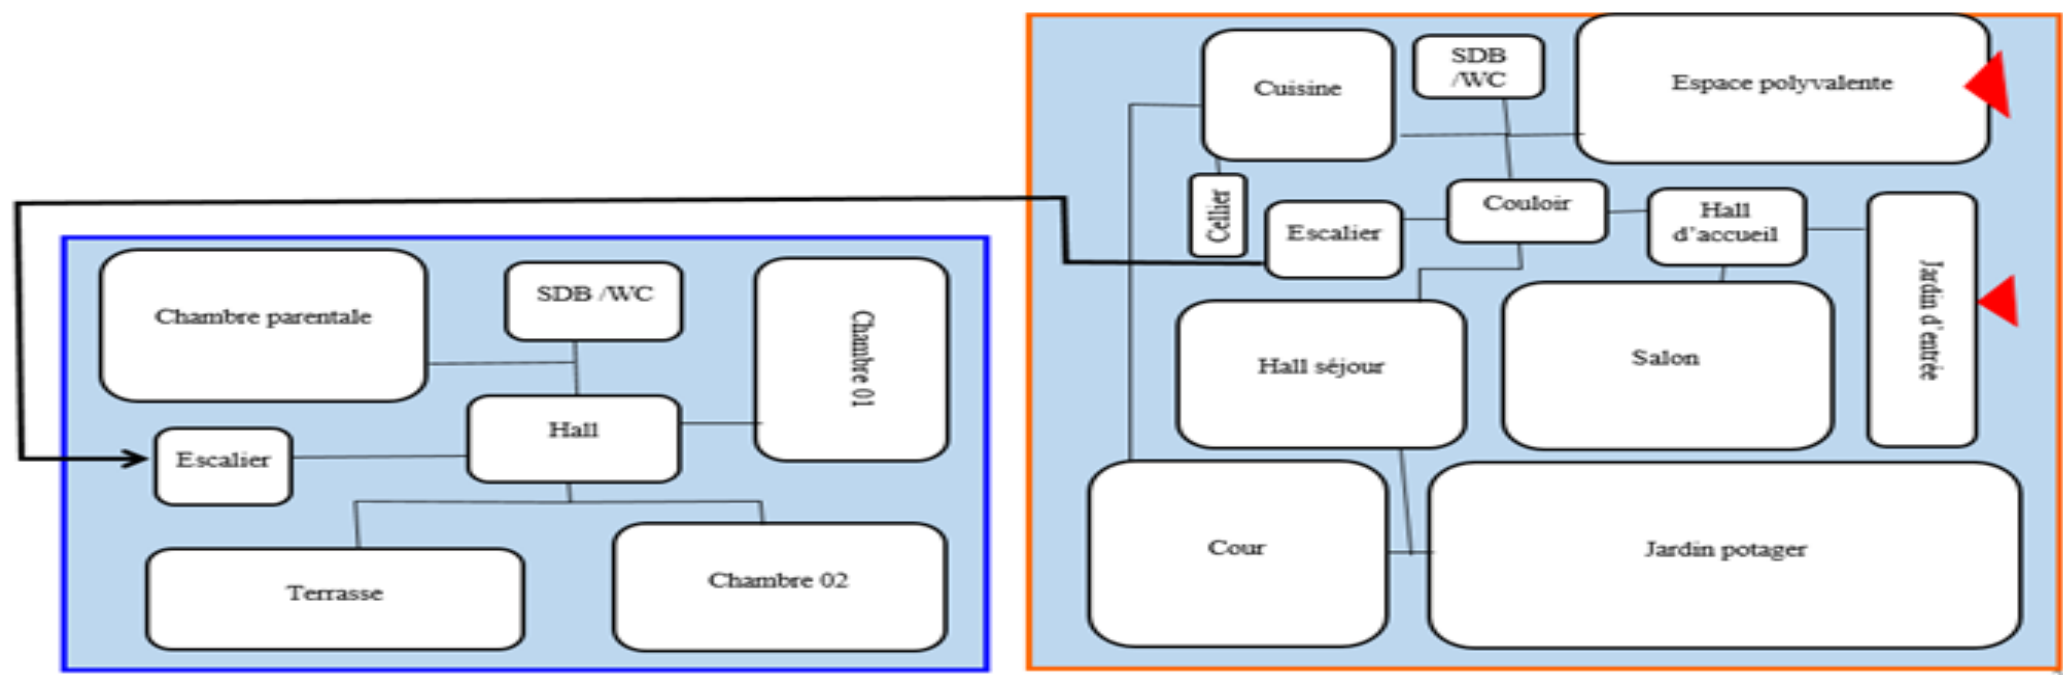 Chambre parentale
SDB /WC
Chambre 01
Escalier
Hall
Terrasse
Chambre 02
Cuisine
SDB
/WC
Espace polyvalente
Cellier
Escalier
Couloir
Hall
d'accueil
Jardin d'entrée
Hall séjour
Salon
Cour
Jardin potager